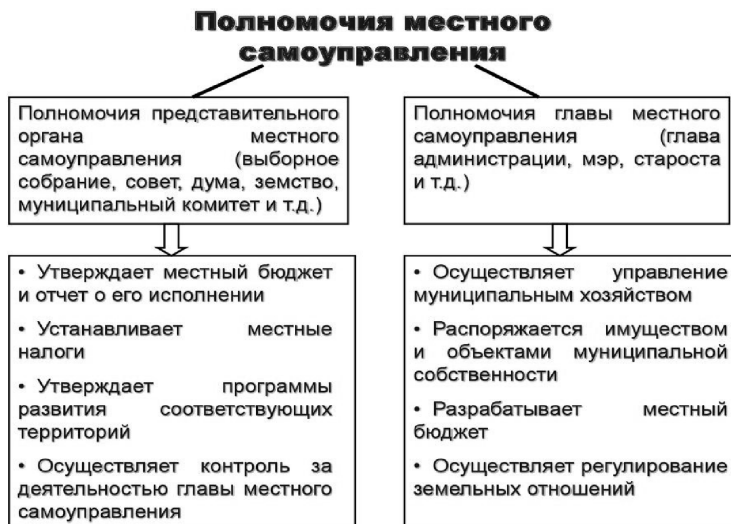 Полномочия местного
самоуправления
Полномочия представительного
органа местного
самоуправления (выборное
собрание, совет, дума, земство,
муниципальный комитет и т.д.)
Полномочия главы местного
самоуправления (глава
администрации, мэр, староста
и т.д.)
• Утверждает местный бюджет
и отчет о его исполнении
• Устанавливает местные
налоги
• Утверждает программы
развития соответствующих
территорий
• Осуществляет контроль за
деятельностью главы местного
самоуправления
• Осуществляет управление
муниципальным хозяйством
• Распоряжается имуществом
и объектами муниципальной
собственности
• Разрабатывает местный
бюджет
• Осуществляет регулирование
земельных отношений